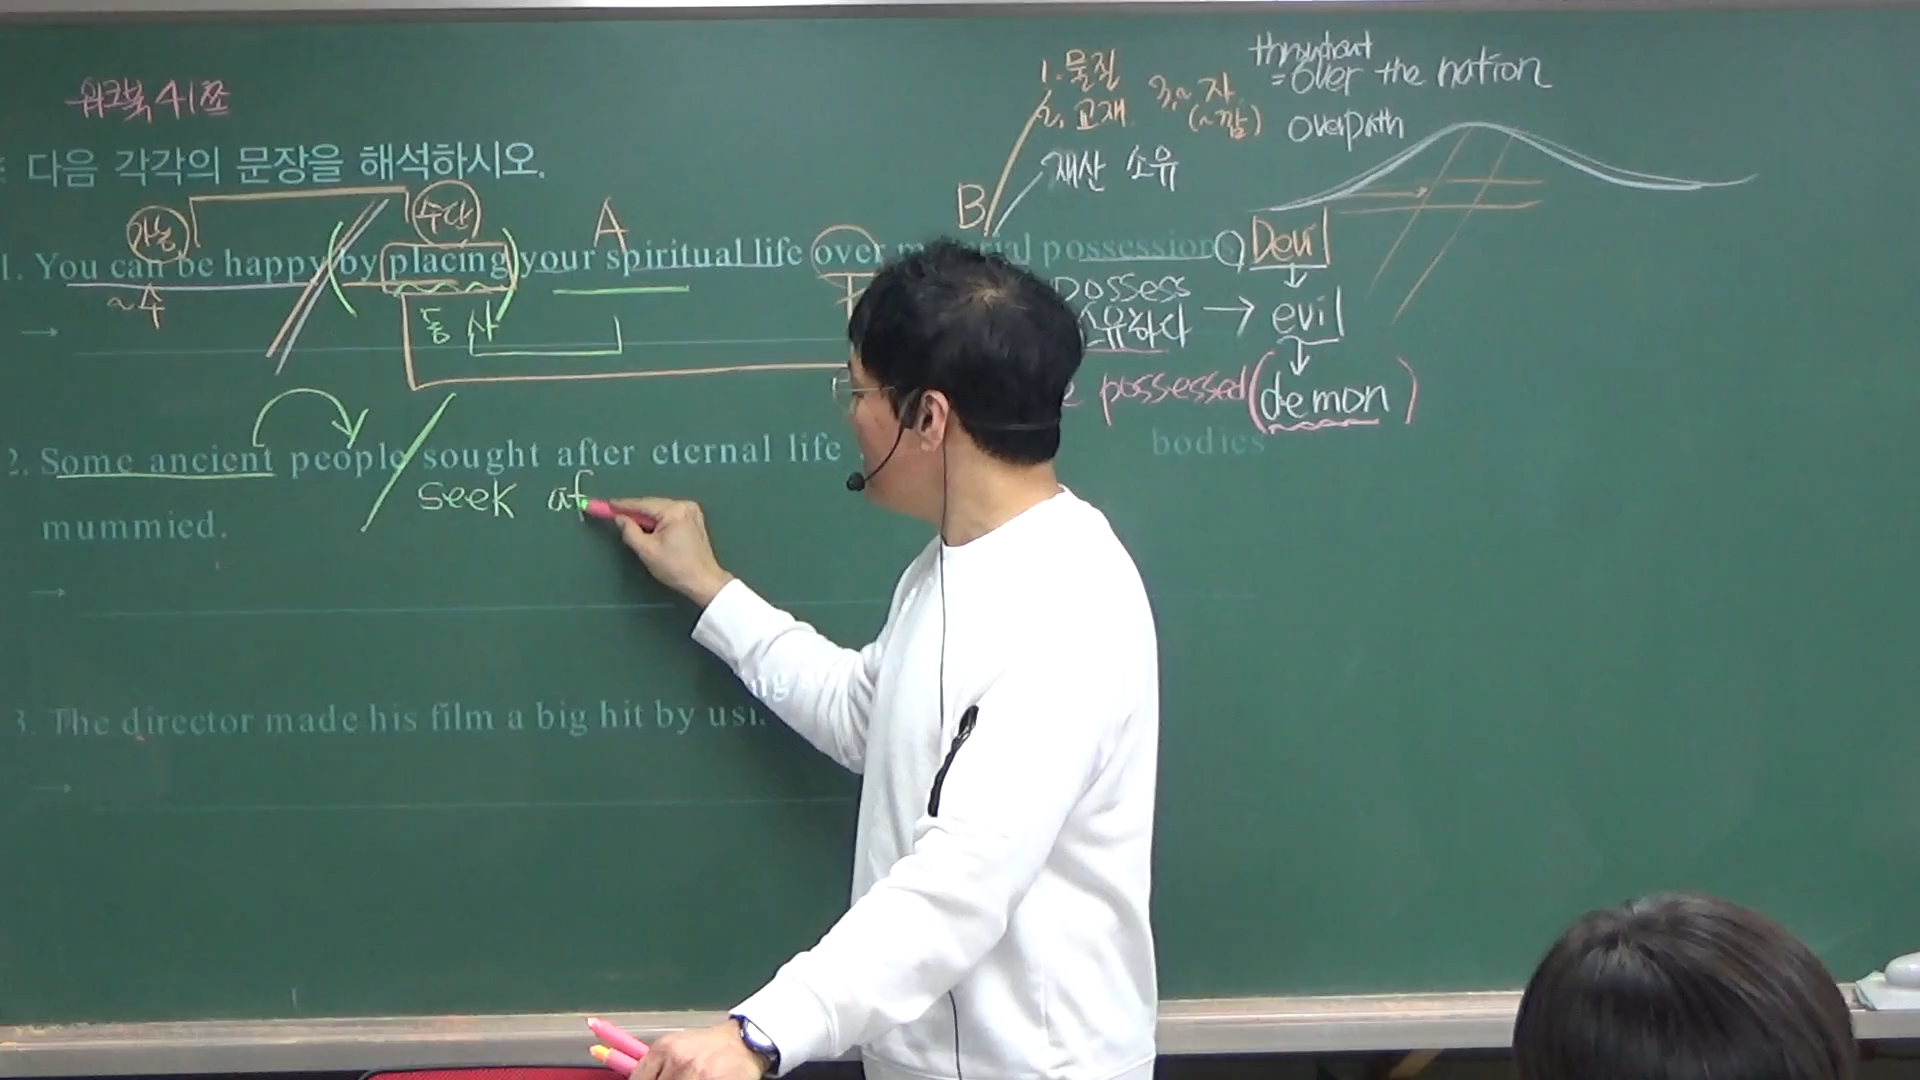 워크북 41쪽
1. 물질
2. 교재
3. ~자
(~감)
throughout
= over the nation
overpath
재산 소유
다음 각각의 문장을 해석하시오.
가능
수단
A
B
1. You can be happy by placing your spiritual life over material possessions
~수
동사
possess
소유하다
→
Devil
↓
evil
↓
possessed (demon)
→
2. Some ancient people sought after eternal life bodies
seek af
mummied.
→
3. The director made his film a big hit by usi
→